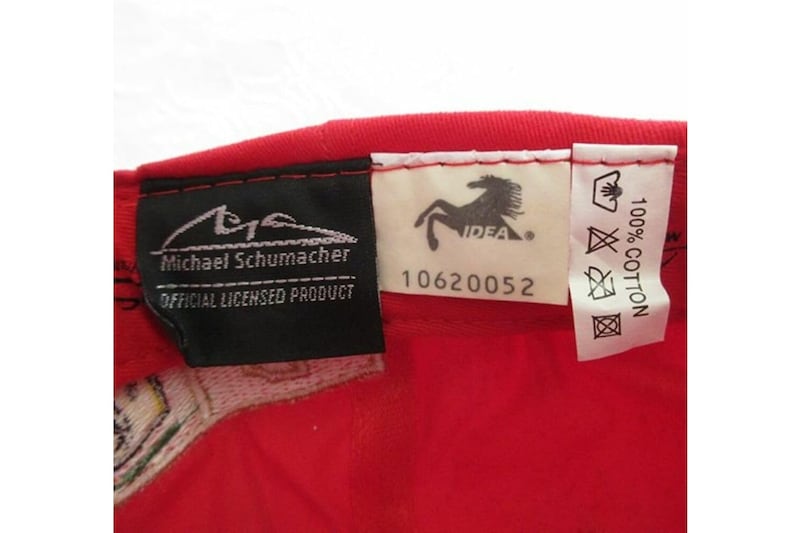 Michael Schumacher
OFFICIAL LICENSED PRODUCT
IDEA ®
10620052
100% COTTON